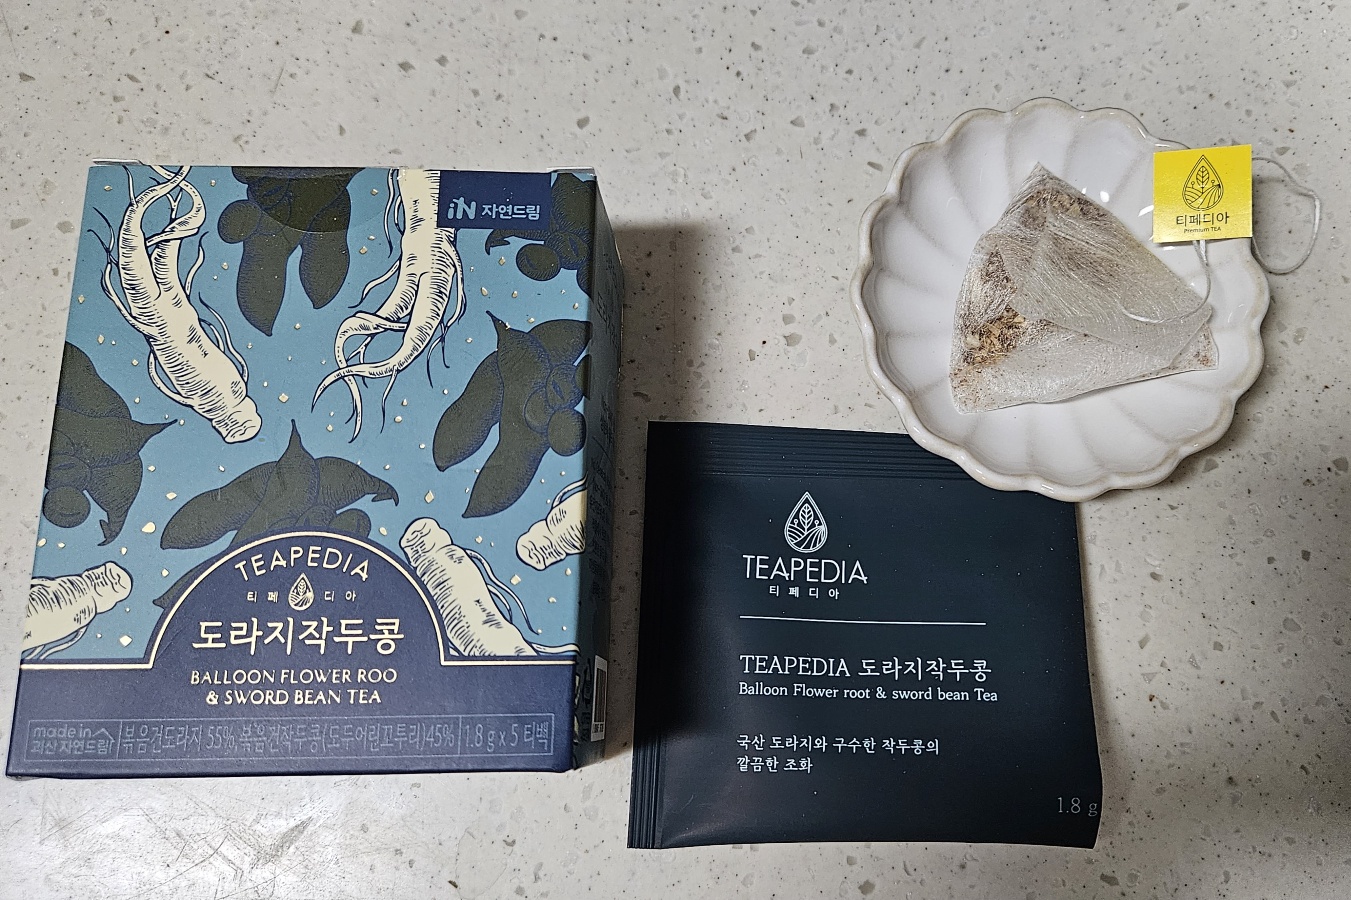 iN 자연드림
TEAPEDIA
티페디아
도라지작두콩
BALLOON FLOWER ROO
& SWORD BEAN TEA
made in
괴산 자연드림
볶음건도라지 55%, 볶음건작두콩(도두어린꼬투리)45%
1.8 g x 5 티백
티페디아
Premium TEA
TEAPEDIA
티페디아
TEAPEDIA 도라지작두콩
Balloon Flower root & sword bean Tea
국산 도라지와 구수한 작두콩의
깔끔한 조화
1.8 g